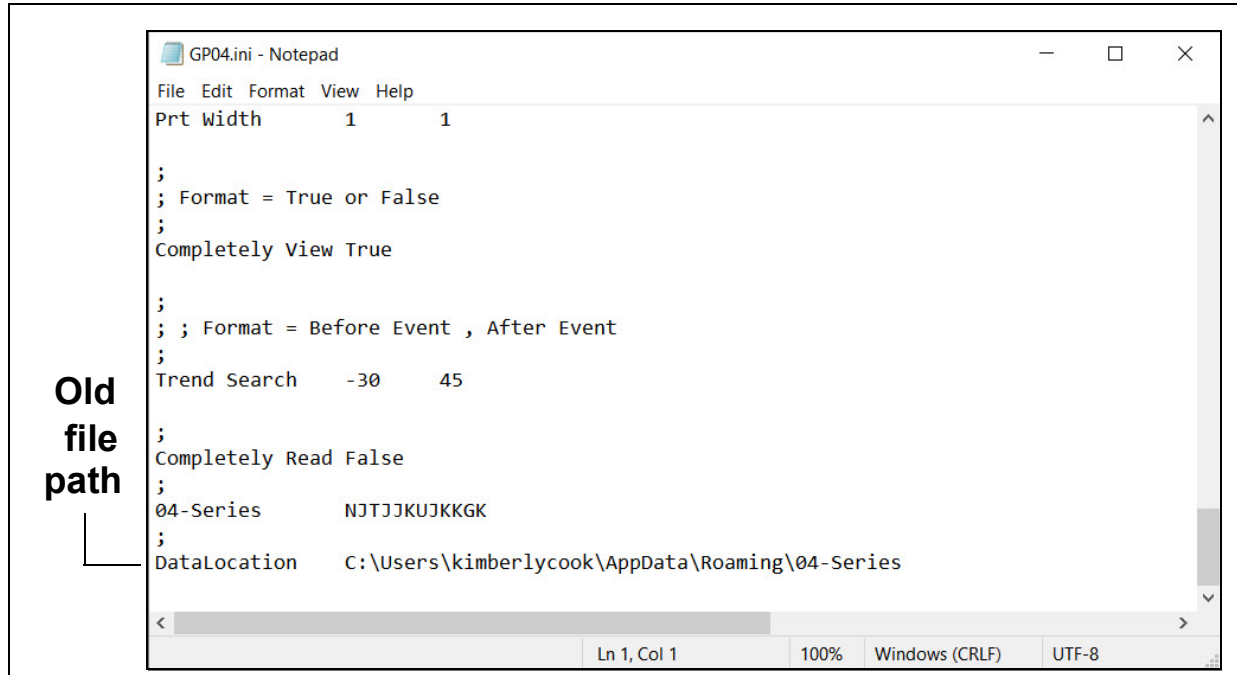 GP04.ini - Notepad
File Edit Format View Help
Prt Width 1 1
;
; Format = True or False
;
Completely View True
;
; ; Format = Before Event , After Event
;
Trend Search -30 45
;
Completely Read False
;
04-Series NJTJJKUJKKGK
;
DataLocation C:\Users\kimberlycook\AppData\Roaming\04-Series
Old
file
path
Ln 1, Col 1 100% Windows (CRLF) UTF-8